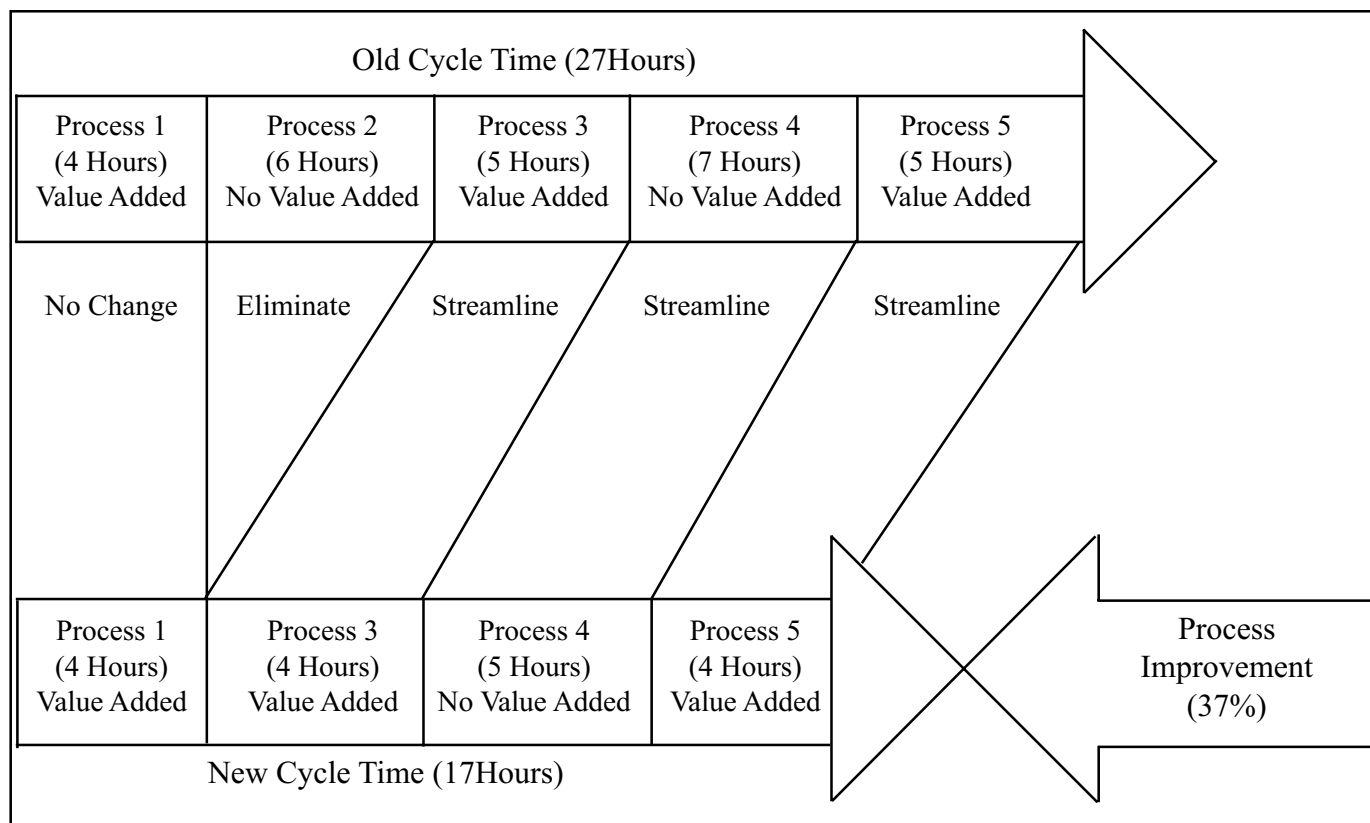 Old Cycle Time (27Hours)
Process 1
(4 Hours)
Value Added
Process 2
(6 Hours)
No Value Added
Process 3
(5 Hours)
Value Added
Process 4
(7 Hours)
No Value Added
Process 5
(5 Hours)
Value Added
No Change
Eliminate
Streamline
Streamline
Streamline
Process 1
(4 Hours)
Value Added
Process 3
(4 Hours)
Value Added
Process 4
(5 Hours)
No Value Added
Process 5
(4 Hours)
Value Added
Process
Improvement
(37%)
New Cycle Time (17Hours)